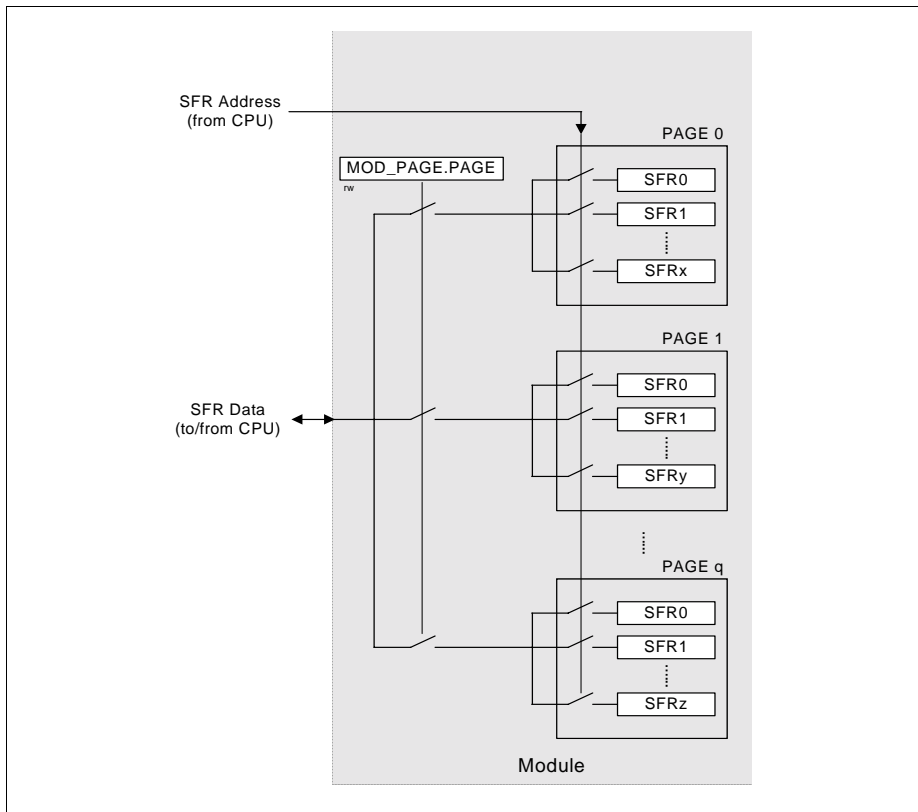 SFR Address
(from CPU)
PAGE 0
MOD_PAGE.PAGE
rw
SFR0
SFR1
SFRx
PAGE 1
SFR0
SFR1
SFRy
SFR Data
(to/from CPU)
PAGE q
SFR0
SFR1
SFRz
Module